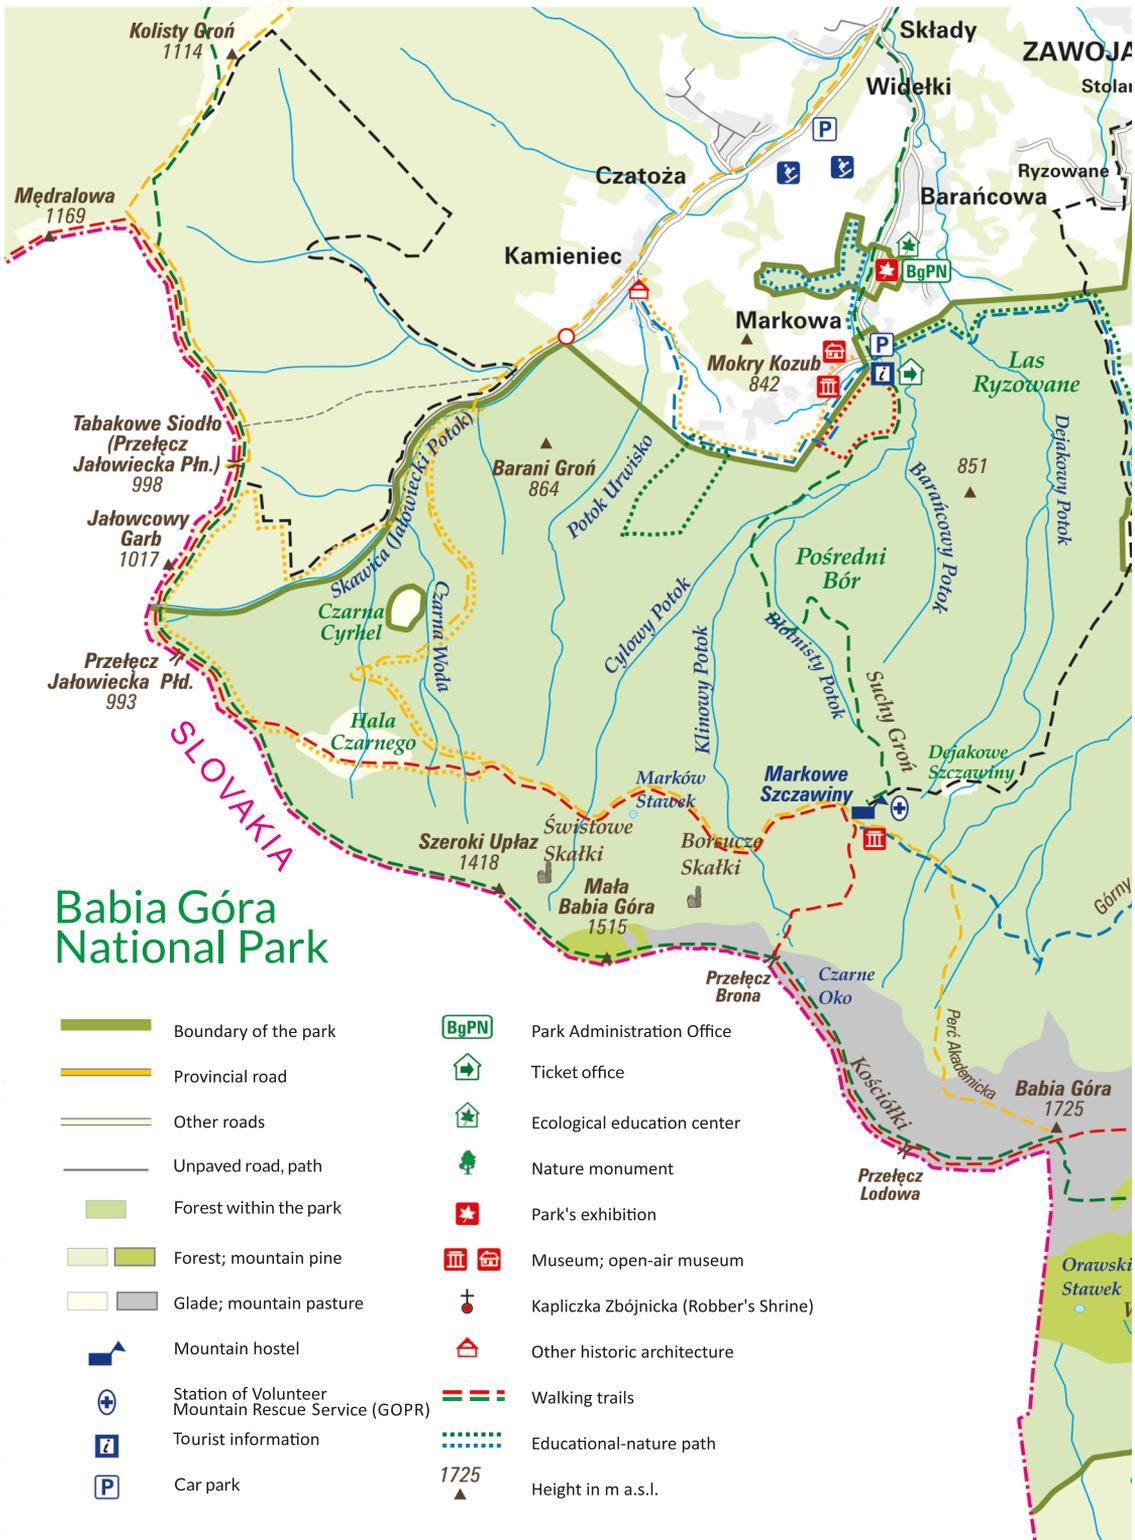 Kolisty Groń
1114
Składy
ZAWOJA
Widełki
P
Czatoża
Ryzowane
Mędralowa
1169
Barańcowa
Kamieniec
BgPN
Markowa
P
Mokry Kozub
842
i
Las
Ryzowane
Tabakowe Siodło
(Przełęcz
Jałowiecka Płn.)
998
Skawica (Jałowiecki Potok)
Barani Groń
864
Potok Urwisko
Barańcowy Potok
851
Dejakowy Potok
Jałowcowy
Garb
1017
Pośredni
Bór
Czarna
Cyrhel
Czarna Woda
Cylowy Potok
Klinowy Potok
Błotnisty Potok
Przełęcz
Jałowiecka Płd.
993
Suchy Groń
SLOVAKIA
Hala
Czarnego
Dejakowe
Szczawiny
Marków
Stawek
Markowe
Szczawiny
Szeroki Upłaz
1418
Świstowe
Skałki
Borsucze
Skałki
Mała
Babia Góra
1515
Górny
Babia Góra
National Park
Przełęcz
Brona
Czarne
Oko
Perć Akademicka
Kościółki
Babia Góra
1725
Przełęcz
Lodowa
Orawski
Stawek
Boundary of the park
Provincial road
Other roads
Unpaved road, path
Forest within the park
Forest; mountain pine
Glade; mountain pasture
Mountain hostel
Station of Volunteer
Mountain Rescue Service (GOPR)
i
Tourist information
P
Car park
BgPN
Park Administration Office
Ticket office
Ecological education center
Nature monument
Park's exhibition
Museum; open-air museum
Kapliczka Zbójnicka (Robber's Shrine)
Other historic architecture
Walking trails
Educational-nature path
1725
Height in m a.s.l.